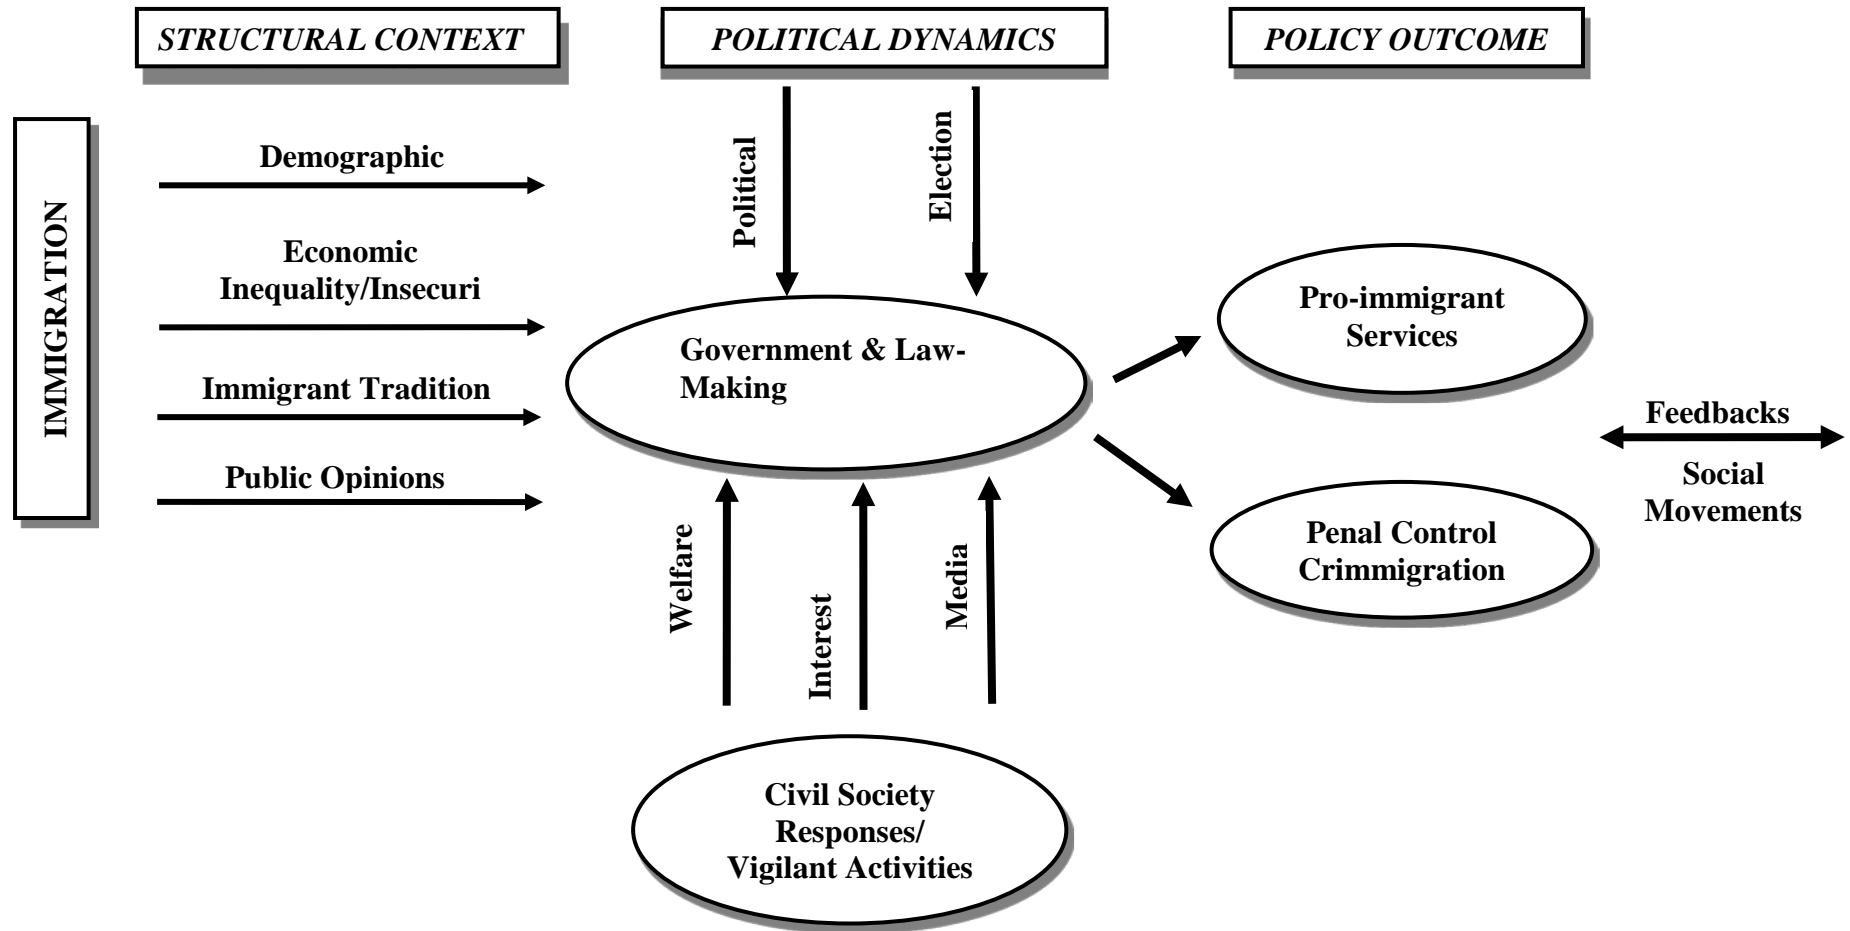 STRUCTURAL CONTEXT
POLITICAL DYNAMICS
POLICY OUTCOME
IMMIGRATION
Demographic
Economic
Inequality/Insecuri
Immigrant Tradition
Public Opinions
Political
Election
Government & Law-
Making
Welfare
Interest
Media
Civil Society
Responses/
Vigilant Activities
Pro-immigrant
Services
Penal Control
Crimmigration
Feedbacks
Social
Movements